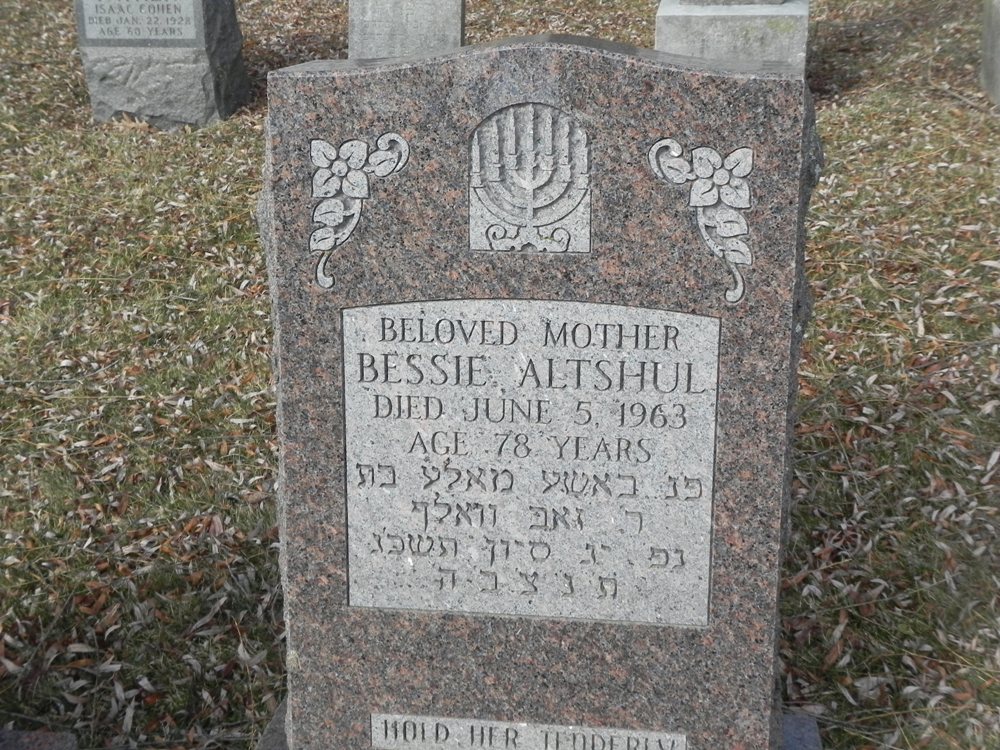 ISAAC COHEN
DIED JAN. 22, 1928
AGE 60 YEARS
BELOVED MOTHER
BESSIE ALTSHUL
DIED JUNE 5, 1963
AGE 78 YEARS
פנ באשע מאלע בת
ר זאב וואלף
נפ יג סיון תשכג
ת נ צ ב ה
HOLD HER TENDERLY